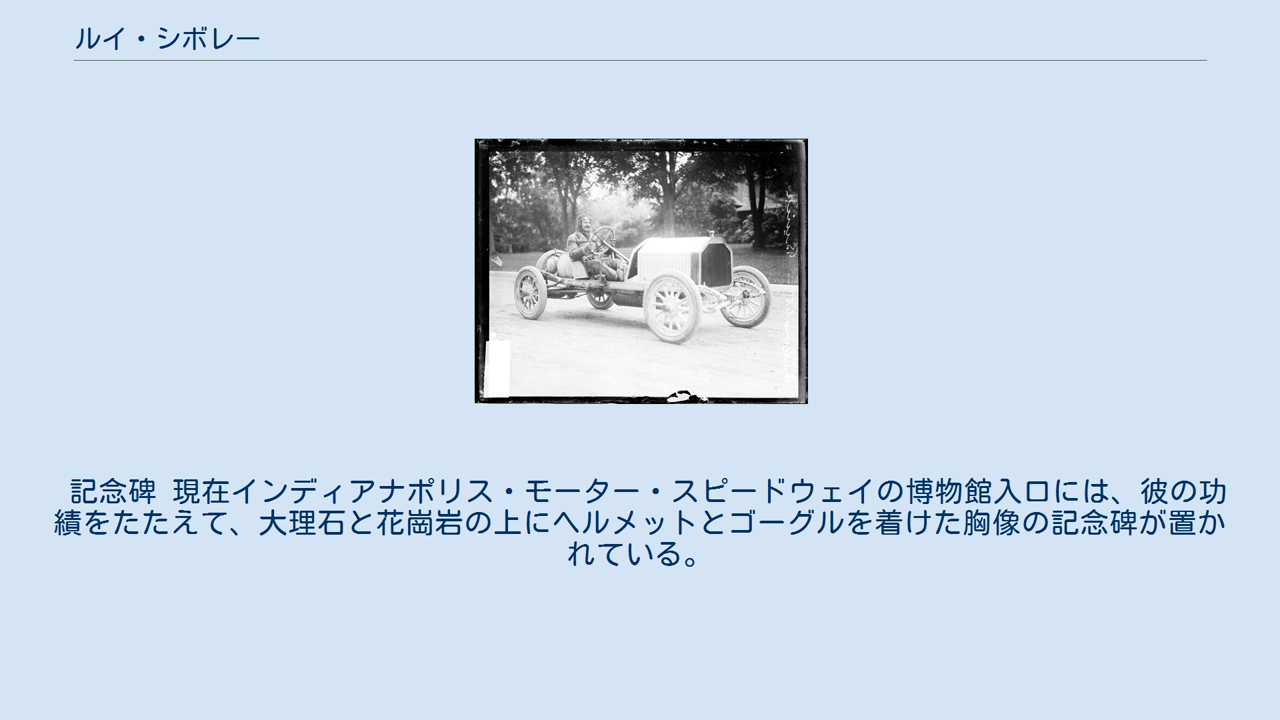 ルイ・シボレー
記念碑 現在インディアナポリス・モーター・スピードウェイの博物館入口には、彼の功
績をたたえて、大理石と花崗岩の上にヘルメットとゴーグルを着けた胸像の記念碑が置か
れている。